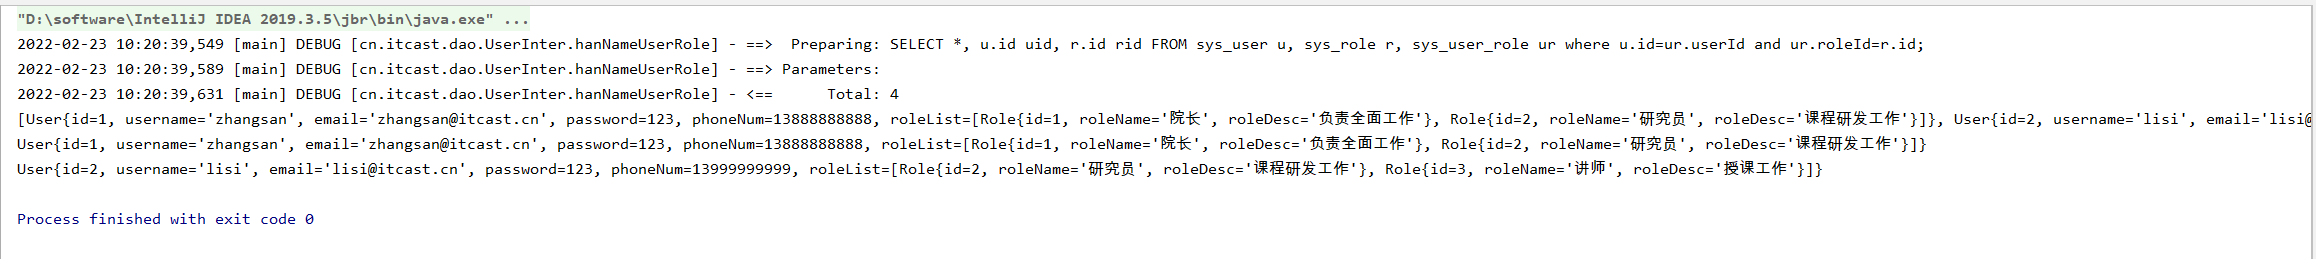 "D:\software\IntelliJ IDEA 2019.3.5\jbr\bin\java.exe" ...
2022-02-23 10:20:39,549 [main] DEBUG [cn.itcast.dao.UserInter.hanNameUserRole] - ==>  Preparing: SELECT *, u.id uid, r.id rid FROM sys_user u, sys_role r, sys_user_role ur where u.id=ur.userId and ur.roleId=r.id;
2022-02-23 10:20:39,589 [main] DEBUG [cn.itcast.dao.UserInter.hanNameUserRole] - ==> Parameters:
2022-02-23 10:20:39,631 [main] DEBUG [cn.itcast.dao.UserInter.hanNameUserRole] - <==      Total: 4
[User{id=1, username='zhangsan', email='zhangsan@itcast.cn', password=123, phoneNum=13888888888, roleList=[Role{id=1, roleName='院长', roleDesc='负责全面工作'}, Role{id=2, roleName='研究员', roleDesc='课程研发工作'}]}, User{id=2, username='lisi', email='lisi@
User{id=1, username='zhangsan', email='zhangsan@itcast.cn', password=123, phoneNum=13888888888, roleList=[Role{id=1, roleName='院长', roleDesc='负责全面工作'}, Role{id=2, roleName='研究员', roleDesc='课程研发工作'}]}
User{id=2, username='lisi', email='lisi@itcast.cn', password=123, phoneNum=13999999999, roleList=[Role{id=2, roleName='研究员', roleDesc='课程研发工作'}, Role{id=3, roleName='讲师', roleDesc='授课工作'}]}
Process finished with exit code 0